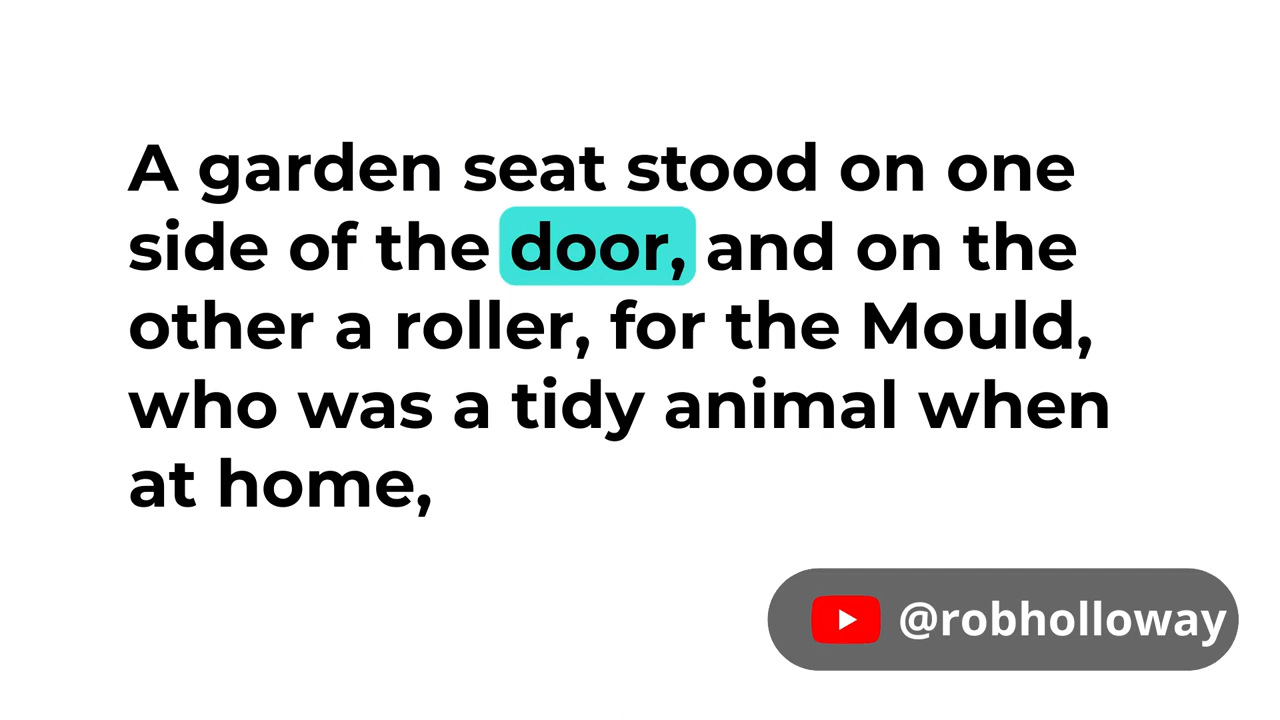 A garden seat stood on one
side of the door, and on the
other a roller, for the Mould,
who was a tidy animal when
at home,
@robholloway